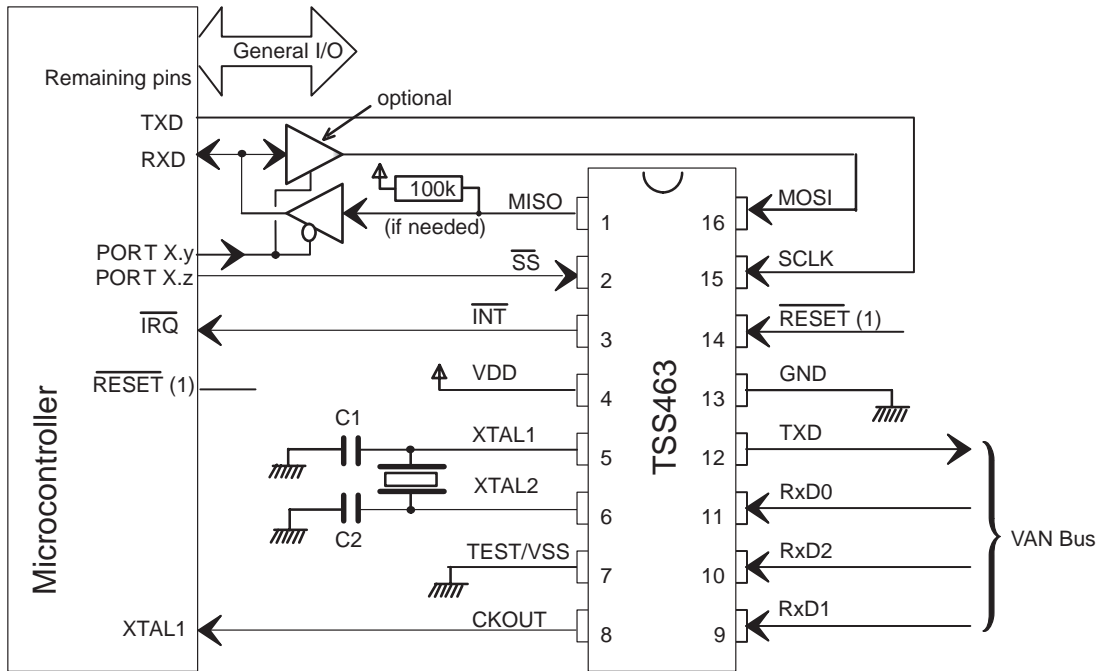 General I/O
Remaining pins
optional
TXD
RXD
100k
(if needed)
MISO
MOSI
1
16
PORT X.y
PORT X.z
SS
SCLK
2
15
IRQ
INT
RESET (1)
3
14
RESET (1)
VDD
GND
4
13
C1
XTAL1
TXD
5
12
XTAL2
RxD0
6
11
C2
TEST/VSS
RxD2
7
10
VAN Bus
XTAL1
CKOUT
RxD1
8
9
Microcontroller
TSS463